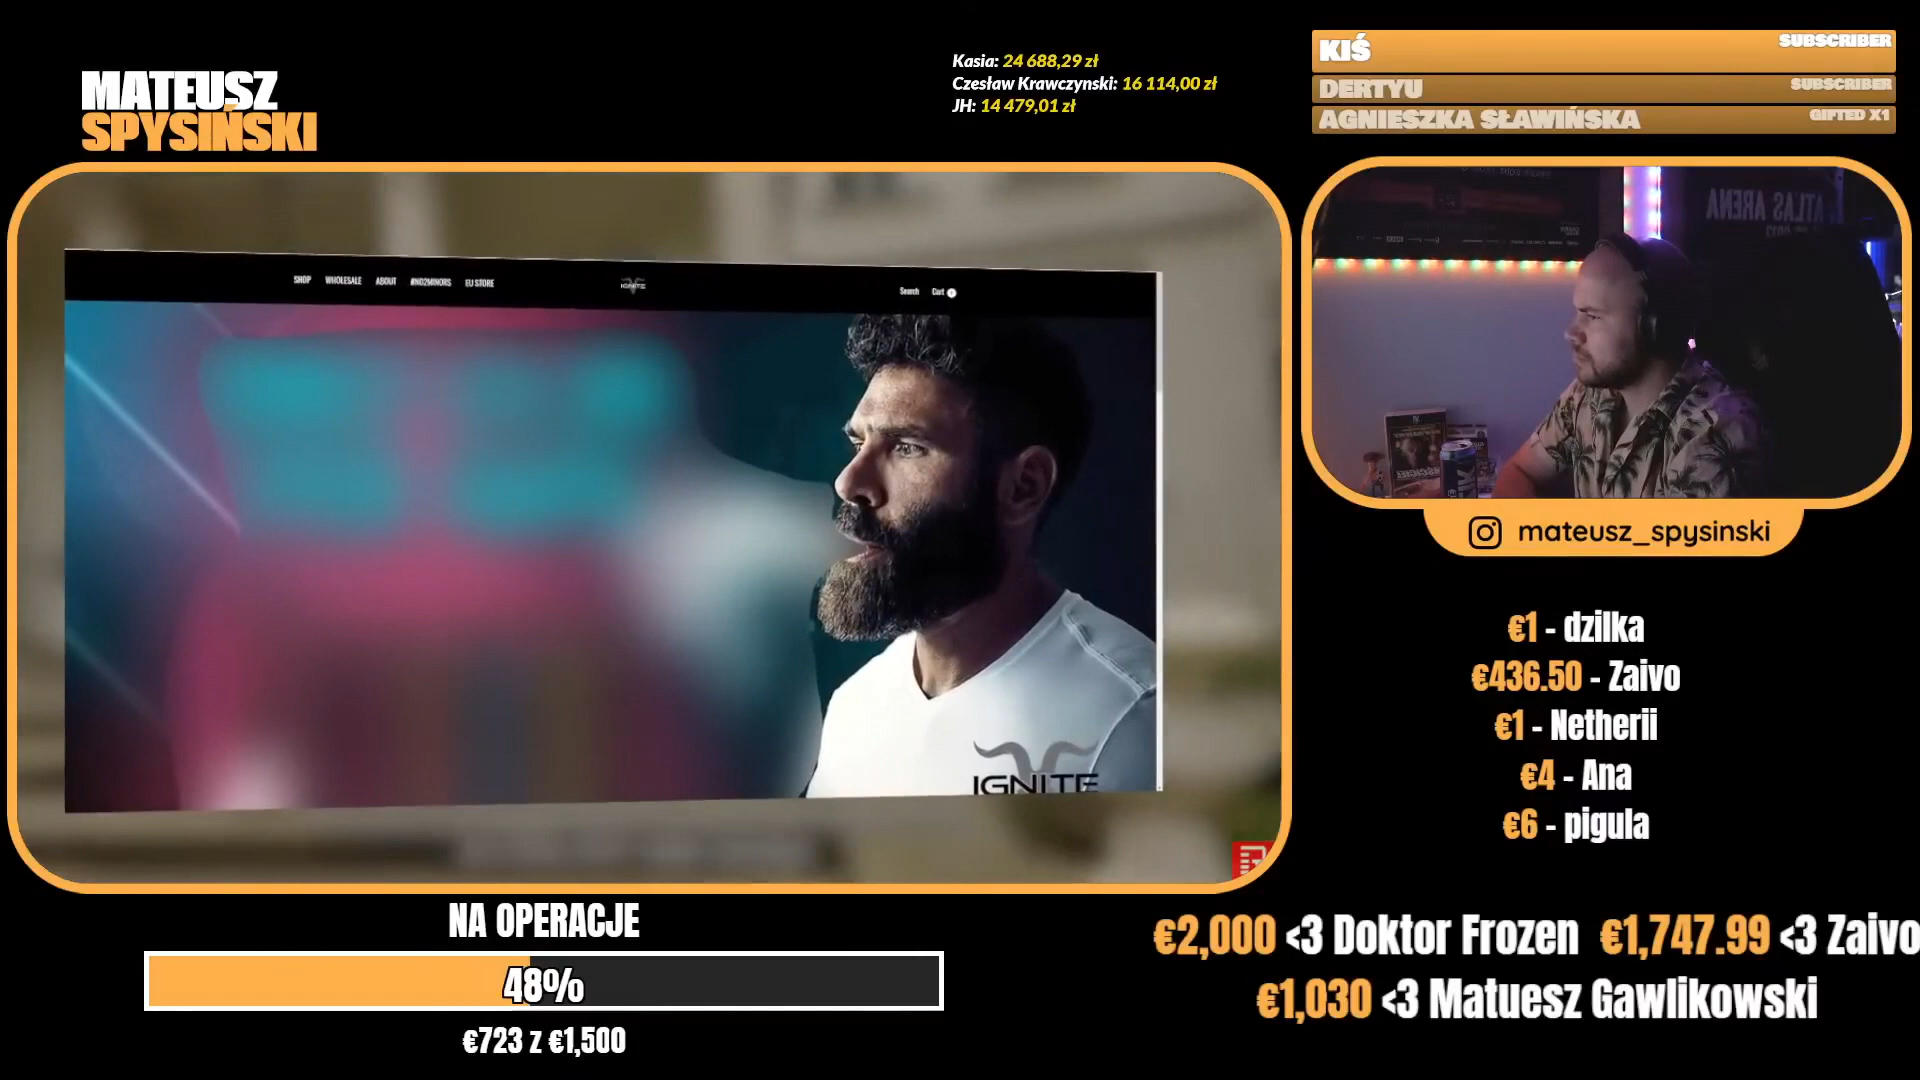 MATEUSZ
SPYSIŃSKI
Kasia: 24 688,29 zł
Czesław Krawczynski: 16 114,00 zł
JH: 14 479,01 zł
KIŚ SUBSCRIBER
DERTYU SUBSCRIBER
AGNIESZKA SŁAWIŃSKA GIFTED X1
SHOP WHOLESALE ABOUT #NO2MINORS EU STORE IGNITE Search Cart
IGNITE
ATLAS ARENA
mateusz_spysinski
€1 - dzilka
€436.50 - Zaivo
€1 - Netherii
€4 - Ana
€6 - pigula
NA OPERACJE
48%
€723 z €1,500
€2,000 <3 Doktor Frozen €1,747.99 <3 Zaivo
€1,030 <3 Matuesz Gawlikowski